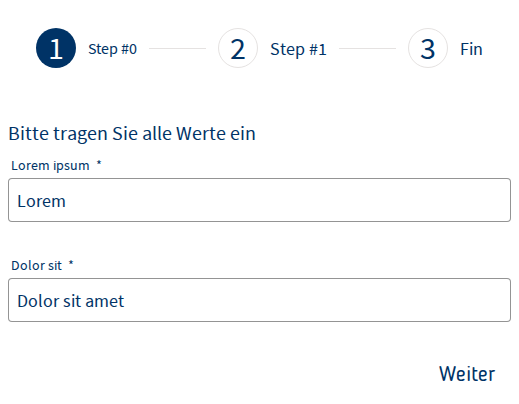 1 Step #0 2 Step #1 3 Fin
Bitte tragen Sie alle Werte ein
Lorem ipsum *
Lorem
Dolor sit *
Dolor sit amet
Weiter